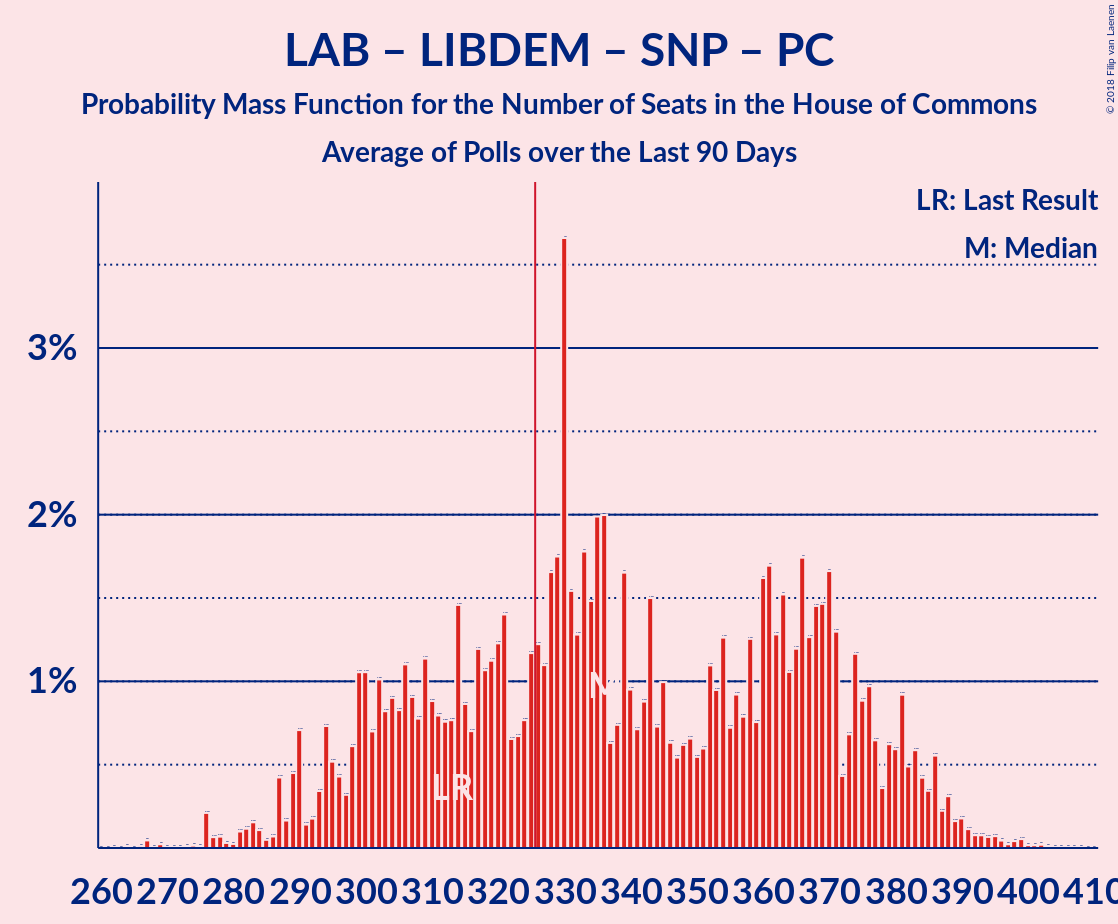 LAB – LIBDEM – SNP – PC
Probability Mass Function for the Number of Seats in the House of Commons
Average of Polls over the Last 90 Days
© 2018 Filip van Laenen
LR: Last Result
M: Median
3%
2%
1%
M
LR
260 270 280 290 300 310 320 330 340 350 360 370 380 390 400 410